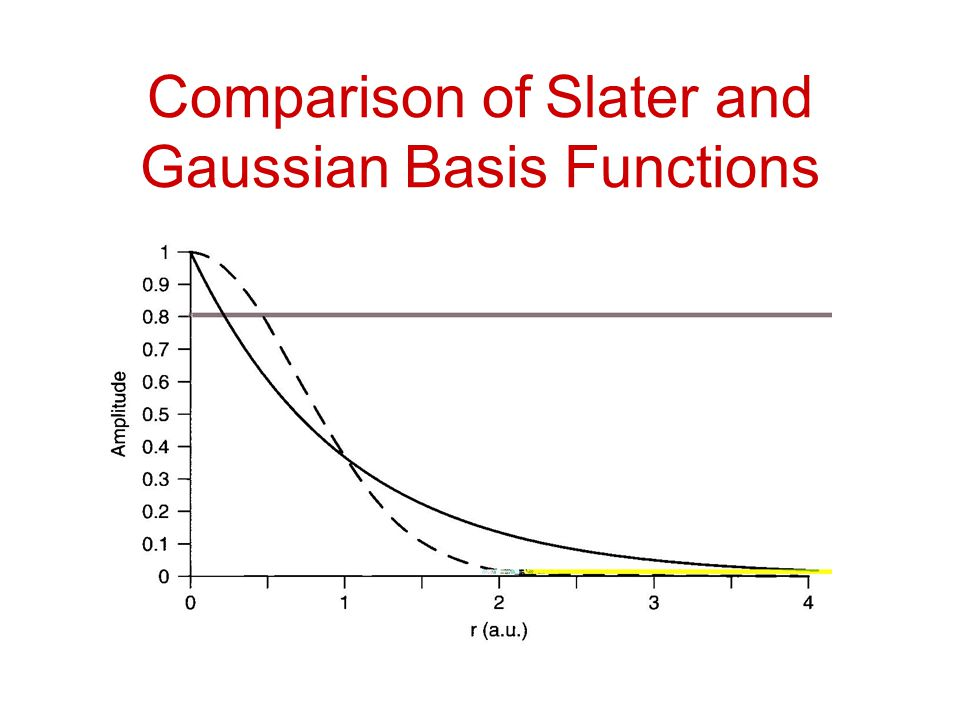 Comparison of Slater and
Gaussian Basis Functions
1
0.9
0.8
0.7
0.6
0.5
0.4
0.3
0.2
0.1
0
Amplitude
0 1 2 3 4
r (a.u.)